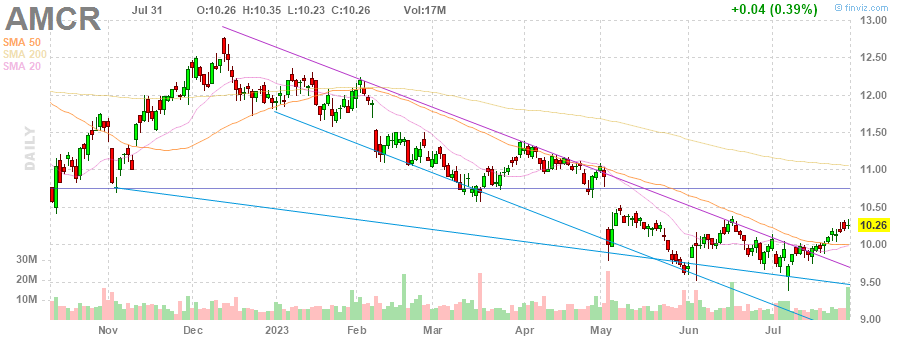 AMCR Jul 31 O:10.26 H:10.35 L:10.23 C:10.26 Vol:17M +0.04 (0.39%) © finviz.com
SMA 50
SMA 200
SMA 20
DAILY
13.00
12.50
12.00
11.50
11.00
10.50
10.26
10.00
9.50
9.00
30M
20M
10M
Nov Dec 2023 Feb Mar Apr May Jun Jul